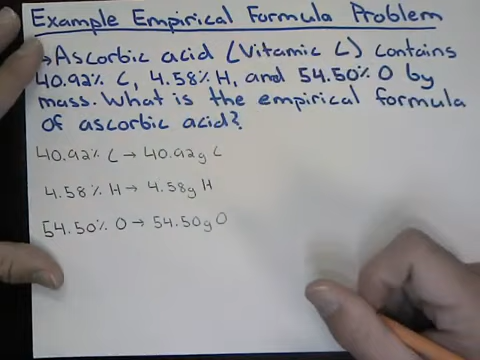 Example Empirical Formula Problem
→Ascorbic acid (Vitamic C) contains
40.92% C, 4.58% H, and 54.50% O by
mass. What is the empirical formula
of ascorbic acid?
40.92% C → 40.92g C
4.58% H → 4.58g H
54.50% O → 54.50g O